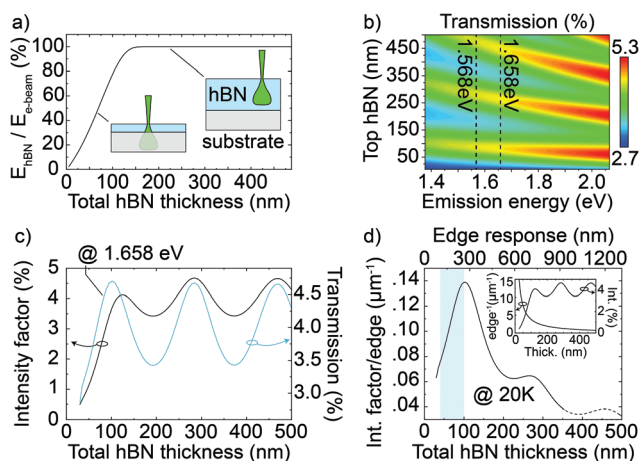 a)
E_hBN / E_e-beam (%)
100
80
60
40
20
0
hBN
substrate
0 100 200 300 400
Total hBN thickness (nm)
b)
Transmission (%)
Top hBN (nm)
400
300
200
100
1.568eV
1.658eV
5.3
2.7
1.4 1.6 1.8 2.0
Emission energy (eV)
c)
@ 1.658 eV
Intensity factor (%)
5
4
3
2
1
0
Transmission (%)
4.5
4.0
3.5
3.0
0 100 200 300 400 500
Total hBN thickness (nm)
d)
Edge response (nm)
0 300 600 900 1200
Int. factor/edge (µm⁻¹)
.14
.12
0.10
0.08
0.06
.04
15
10
5
0
edge⁻¹(µm⁻¹)
4
2
0
Int. (%)
0 200 400
Thick. (nm)
@ 20K
0 100 200 300 400 500
Total hBN thickness (nm)